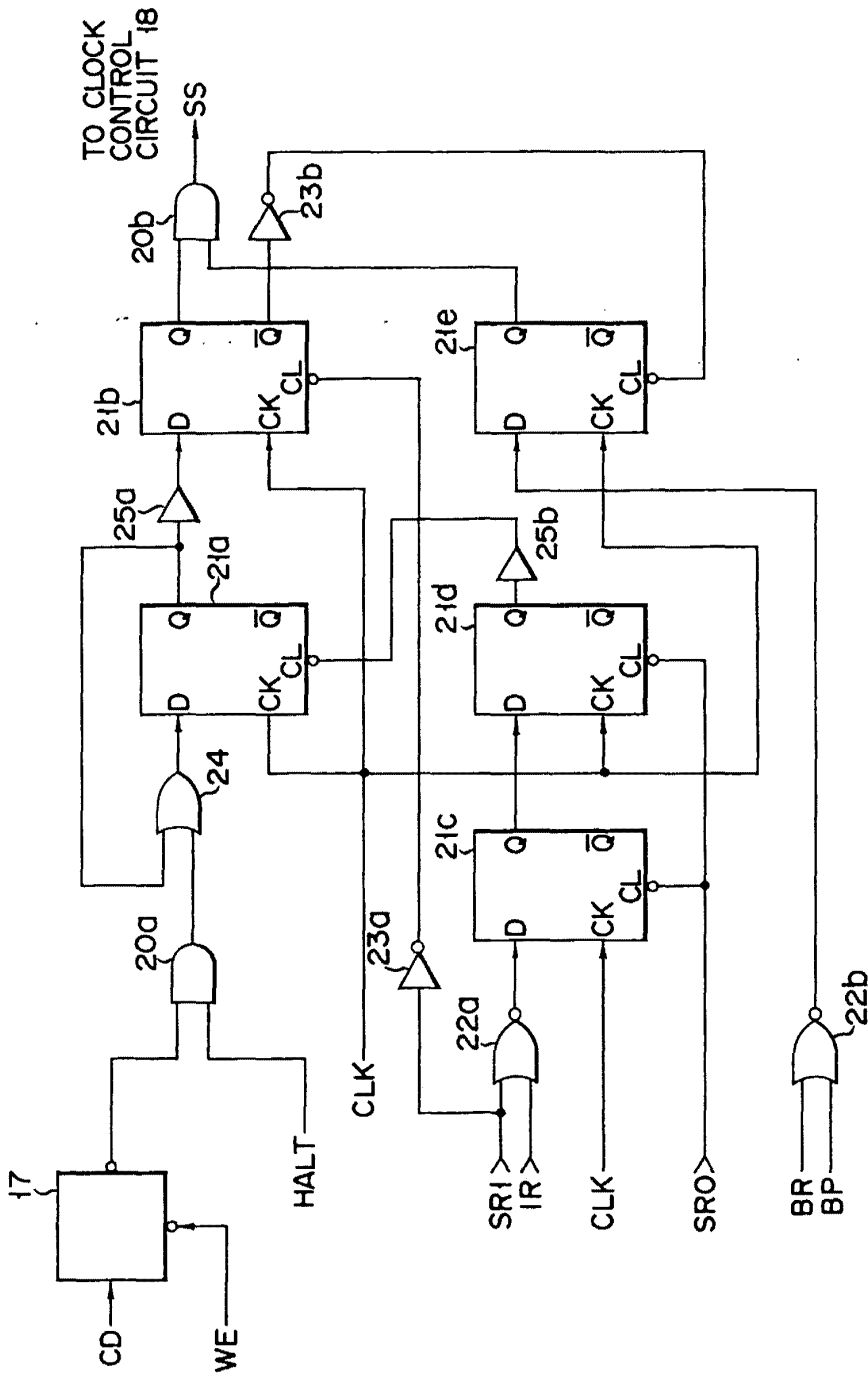 TO CLOCK
CONTROL
CIRCUIT 18
SS
20b
23b
21b
D
Q
CK
Q̅
CL
21e
D
Q
CK
Q̅
CL
25a
21a
D
Q
CK
Q̅
CL
25b
21d
D
Q
CK
Q̅
CL
24
21c
D
Q
CK
Q̅
CL
20a
23a
22a
22b
17
CD
WE
HALT
CLK
SR1
IR
CLK
SR0
BR
BP